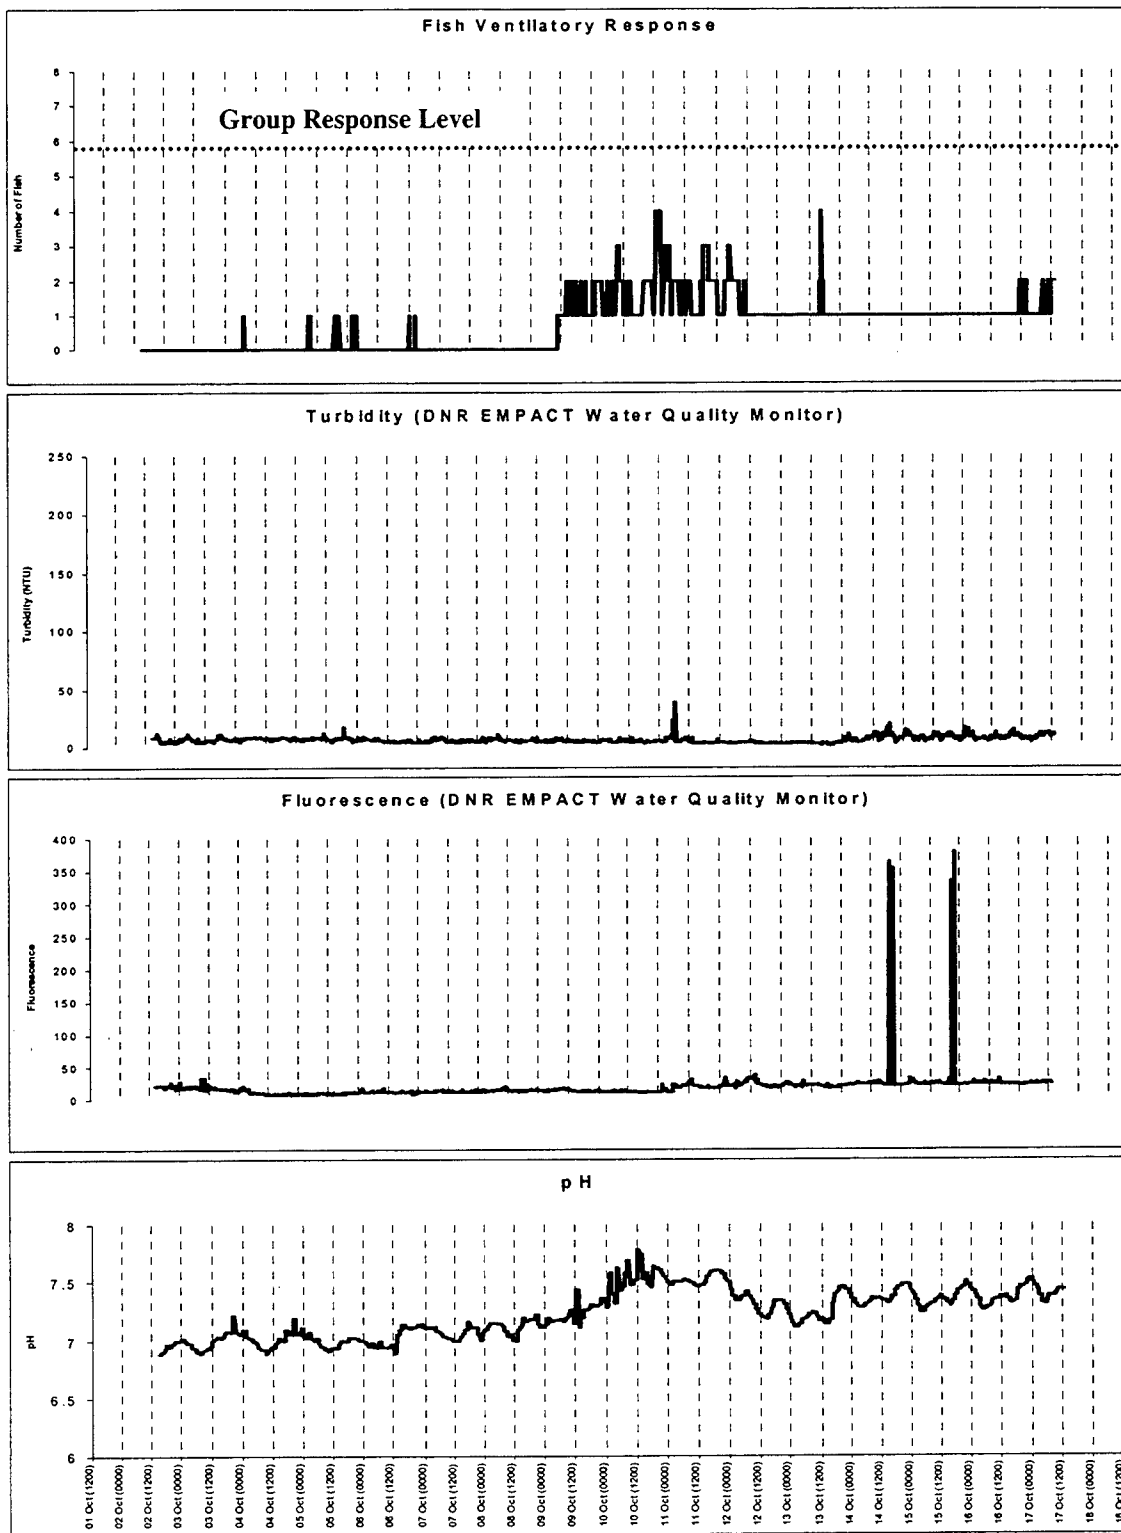 Fish Ventilatory Response
8
7
Group Response Level
6
5
4
3
2
1
0
Number of Fish
Turbidity (DNR EMPACT Water Quality Monitor)
250
200
150
100
50
0
Turbidity (NTU)
Fluorescence (DNR EMPACT Water Quality Monitor)
400
350
300
250
200
150
100
50
0
Fluorescence
pH
8
7.5
7
6.5
6
pH
01 Oct (1200)
02 Oct (0000)
02 Oct (1200)
03 Oct (0000)
03 Oct (1200)
04 Oct (0000)
04 Oct (1200)
05 Oct (0000)
05 Oct (1200)
06 Oct (0000)
06 Oct (1200)
07 Oct (0000)
07 Oct (1200)
08 Oct (0000)
08 Oct (1200)
09 Oct (0000)
09 Oct (1200)
10 Oct (0000)
10 Oct (1200)
11 Oct (0000)
11 Oct (1200)
12 Oct (0000)
12 Oct (1200)
13 Oct (0000)
13 Oct (1200)
14 Oct (0000)
14 Oct (1200)
15 Oct (0000)
15 Oct (1200)
16 Oct (0000)
16 Oct (1200)
17 Oct (0000)
17 Oct (1200)
18 Oct (0000)
18 Oct (1200)